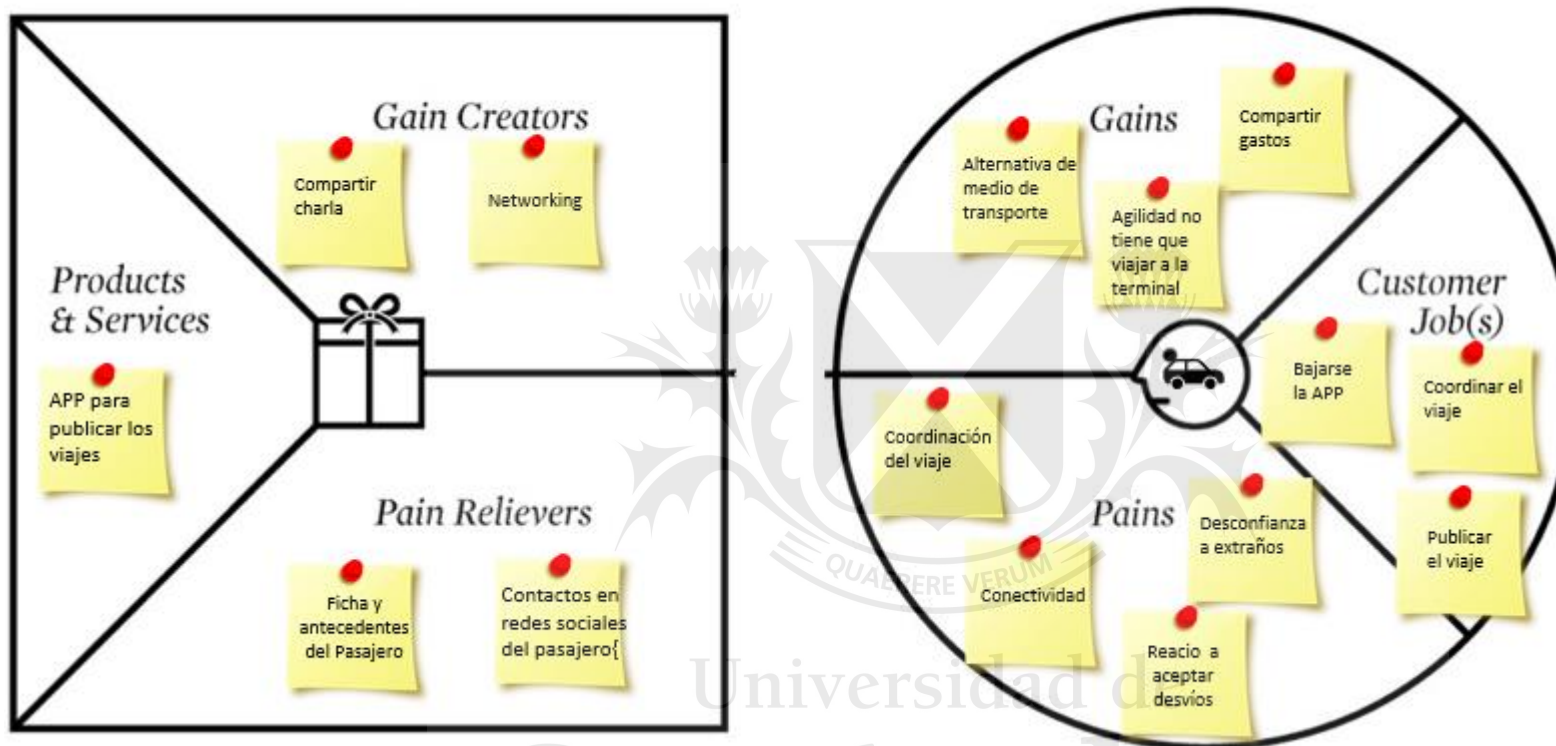 Gain Creators
Compartir
charla
Networking
Products
& Services
APP para
publicar los
viajes
Pain Relievers
Ficha y
antecedentes
del Pasajero
Contactos en
redes sociales
del pasajero{
Gains
Compartir
gastos
Alternativa de
medio de
transporte
Agilidad no
tiene que
viajar a la
terminal
Customer
Job(s)
Bajarse
la APP
Coordinar el
viaje
Publicar
el viaje
Pains
Coordinación
del viaje
Desconfianza
a extraños
Conectividad
Reacio a
aceptar
desvíos
QUAERERE VERUM
Universidad de